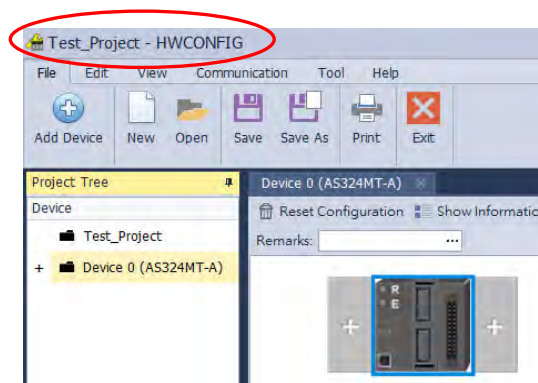 Test_Project - HWCONFIG
File Edit View Communication Tool Help
Add Device New Open Save Save As Print Exit
Project Tree
Device 0 (AS324MT-A)
Device
Reset Configuration Show Informatio
Test_Project
Remarks: ...
+ Device 0 (AS324MT-A)
R
E
+ +